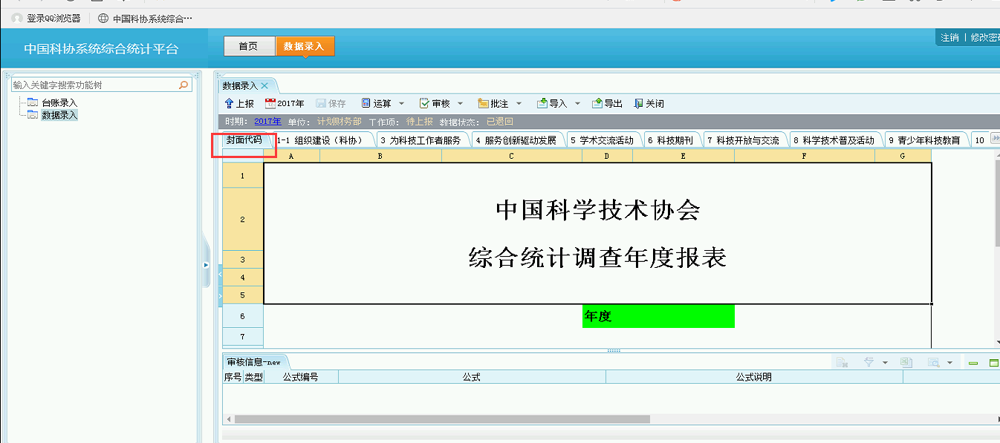 登录QQ浏览器 中国科协系统综合…
中国科协系统综合统计平台 首页 数据录入 注销 | 修改密码
输入关键字搜索功能树
台账录入
数据录入
数据录入
上报 2017年 保存 运算 审核 批注 导入 导出 关闭
时期: 2017年 单位: 计划财务部 工作项: 待上报 数据状态: 已退回
封面代码 1-1 组织建设（科协） 3 为科技工作者服务 4 服务创新驱动发展 5 学术交流活动 6 科技期刊 7 科技开放与交流 8 科学技术普及活动 9 青少年科技教育 10
A B C D E F G
1
2 中国科学技术协会
3 综合统计调查年度报表
4
5
6 年度
7
审核信息-new
序号 类型 公式编号 公式 公式说明